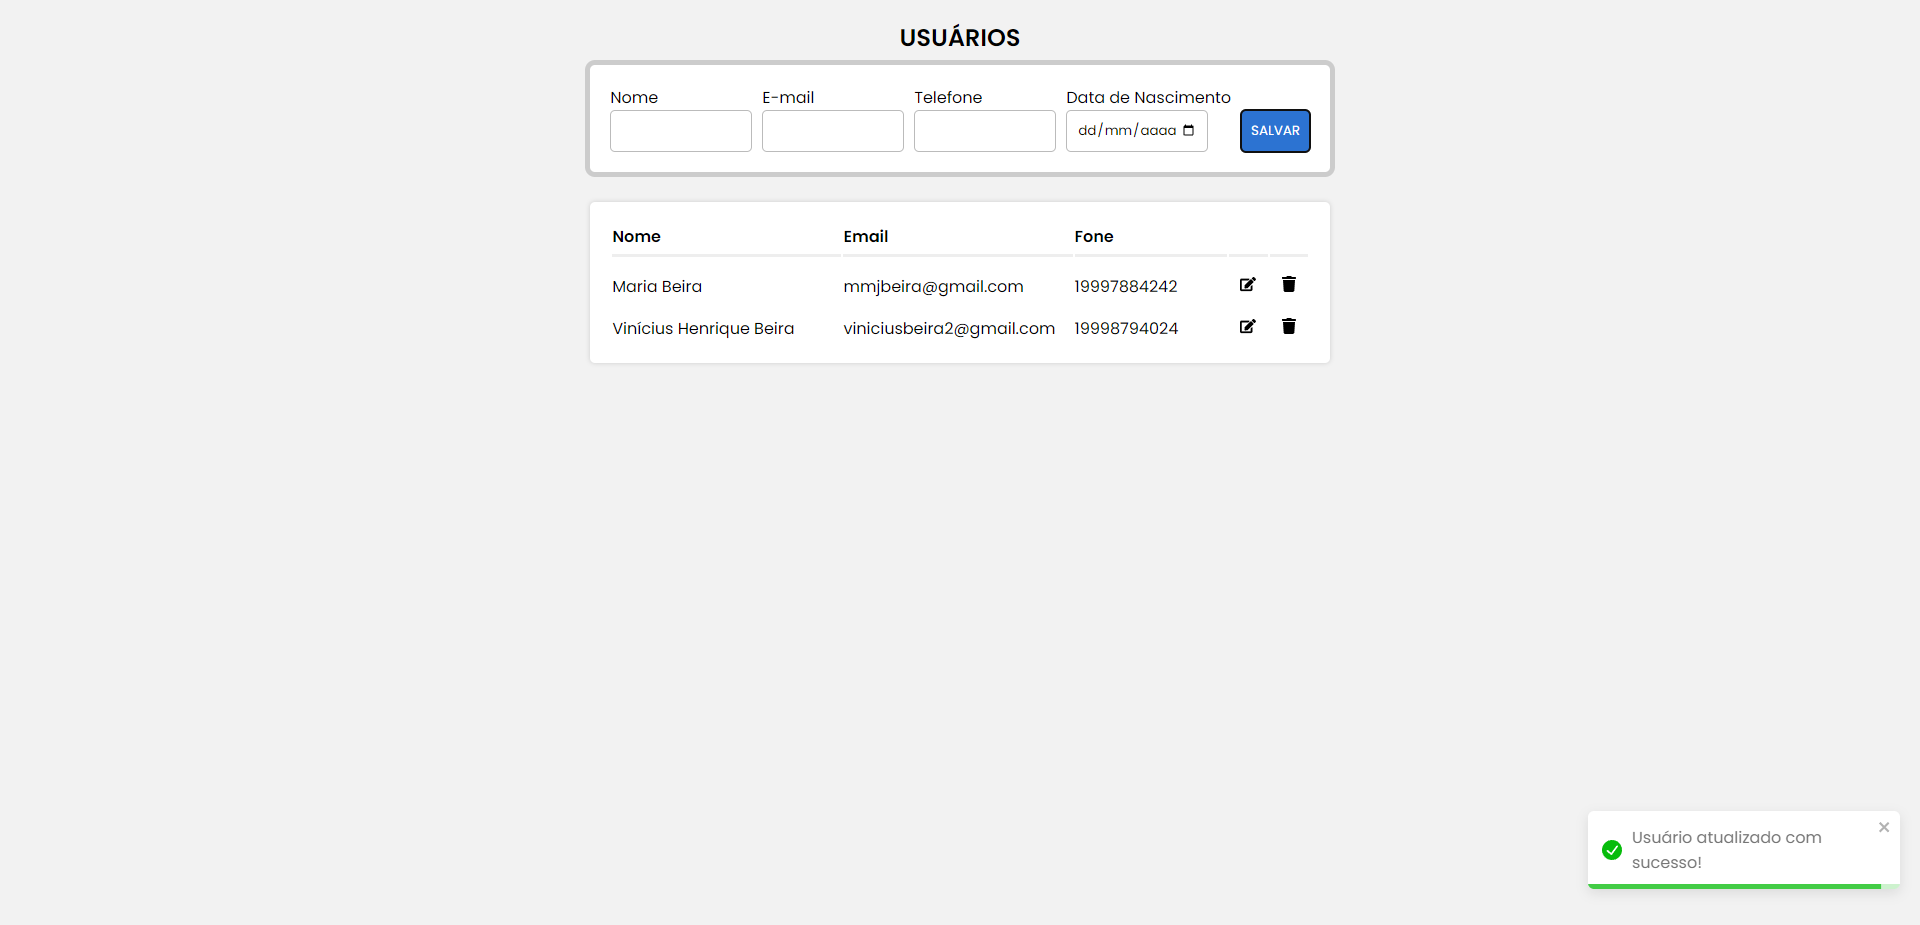 USUÁRIOS
Nome E-mail Telefone Data de Nascimento
dd/mm/aaaa SALVAR
Nome Email Fone
Maria Beira mmjbeira@gmail.com 19997884242
Vinícius Henrique Beira viniciusbeira2@gmail.com 19998794024
Usuário atualizado com
sucesso!